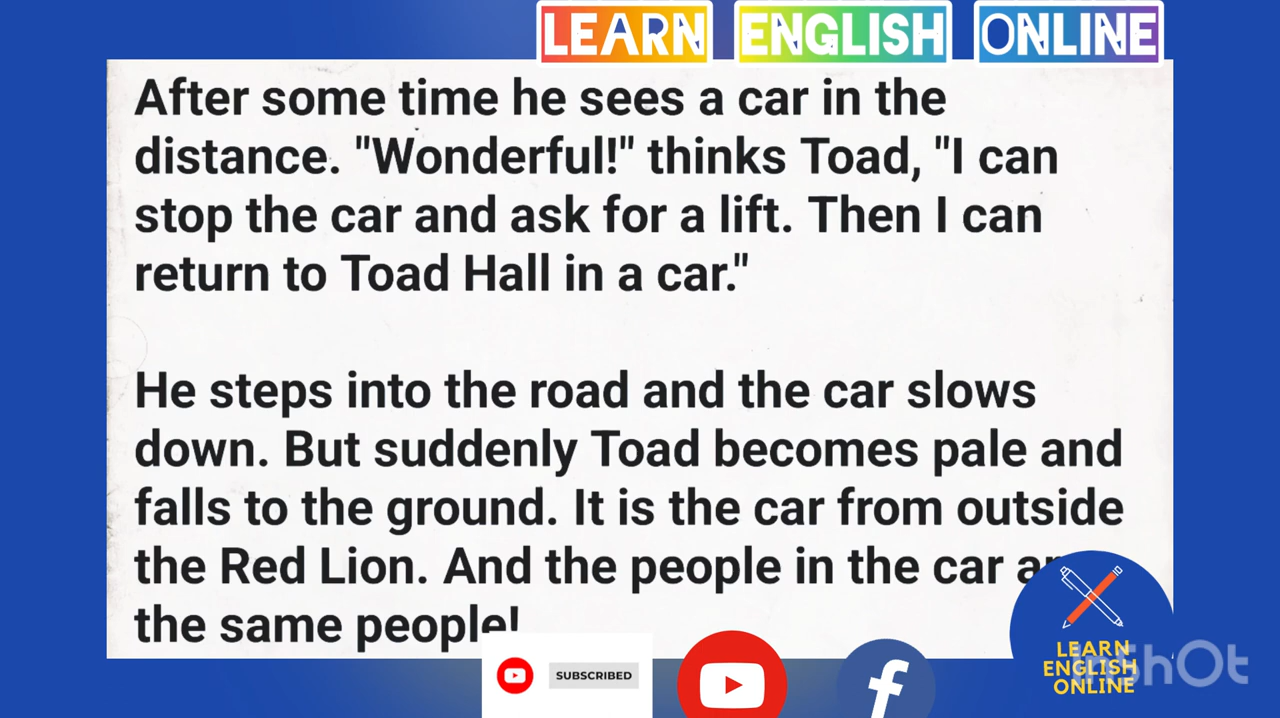 LEARN ENGLISH ONLINE
After some time he sees a car in the
distance. "Wonderful!" thinks Toad, "I can
stop the car and ask for a lift. Then I can
return to Toad Hall in a car."
He steps into the road and the car slows
down. But suddenly Toad becomes pale and
falls to the ground. It is the car from outside
the Red Lion. And the people in the car
the same people!
SUBSCRIBED
LEARN
ENGLISH
ONLINE